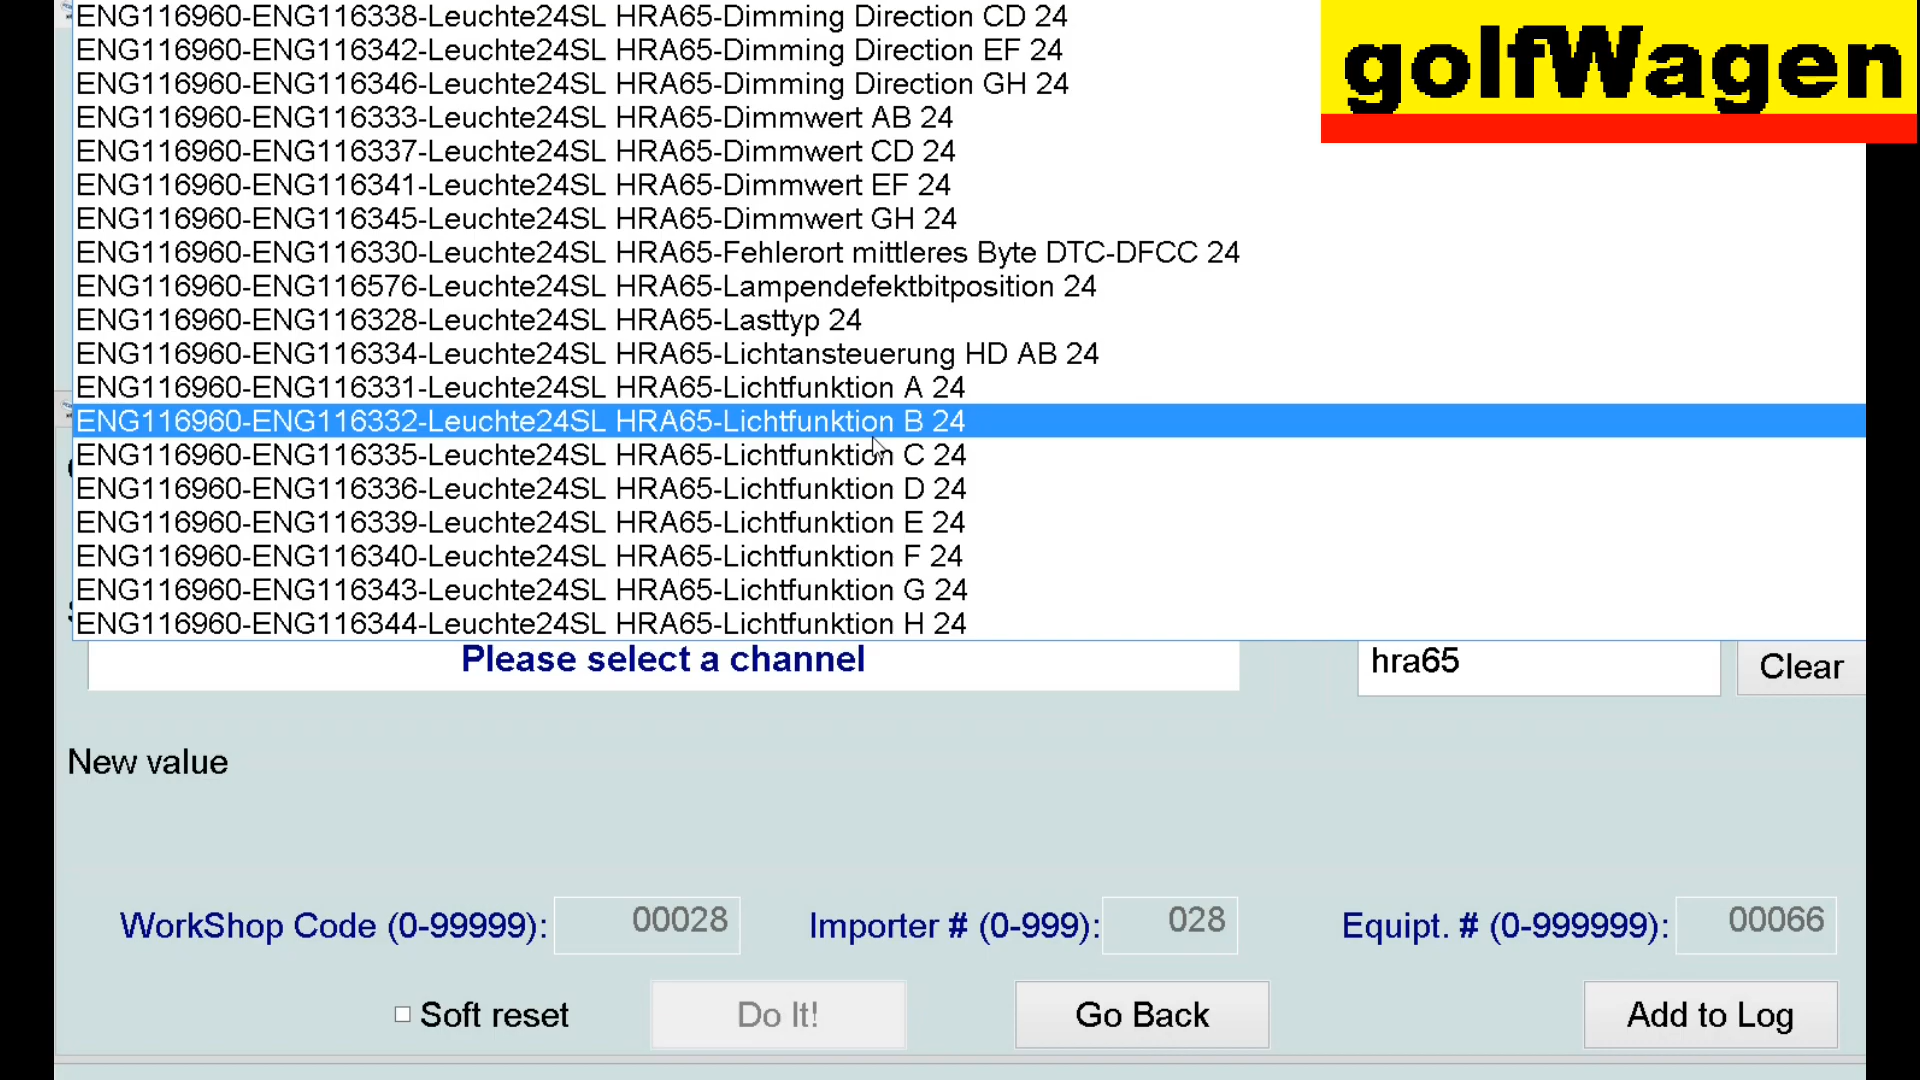 ENG116960-ENG116338-Leuchte24SL HRA65-Dimming Direction CD 24
ENG116960-ENG116342-Leuchte24SL HRA65-Dimming Direction EF 24
ENG116960-ENG116346-Leuchte24SL HRA65-Dimming Direction GH 24
ENG116960-ENG116333-Leuchte24SL HRA65-Dimmwert AB 24
ENG116960-ENG116337-Leuchte24SL HRA65-Dimmwert CD 24
ENG116960-ENG116341-Leuchte24SL HRA65-Dimmwert EF 24
ENG116960-ENG116345-Leuchte24SL HRA65-Dimmwert GH 24
ENG116960-ENG116330-Leuchte24SL HRA65-Fehlerort mittleres Byte DTC-DFCC 24
ENG116960-ENG116576-Leuchte24SL HRA65-Lampendefektbitposition 24
ENG116960-ENG116328-Leuchte24SL HRA65-Lasttyp 24
ENG116960-ENG116334-Leuchte24SL HRA65-Lichtansteuerung HD AB 24
ENG116960-ENG116331-Leuchte24SL HRA65-Lichtfunktion A 24
ENG116960-ENG116332-Leuchte24SL HRA65-Lichtfunktion B 24
ENG116960-ENG116335-Leuchte24SL HRA65-Lichtfunktion C 24
ENG116960-ENG116336-Leuchte24SL HRA65-Lichtfunktion D 24
ENG116960-ENG116339-Leuchte24SL HRA65-Lichtfunktion E 24
ENG116960-ENG116340-Leuchte24SL HRA65-Lichtfunktion F 24
ENG116960-ENG116343-Leuchte24SL HRA65-Lichtfunktion G 24
ENG116960-ENG116344-Leuchte24SL HRA65-Lichtfunktion H 24
golfWagen
Please select a channel
hra65
Clear
New value
WorkShop Code (0-99999): 00028
Importer # (0-999): 028
Equipt. # (0-999999): 00066
Soft reset
Do It!
Go Back
Add to Log